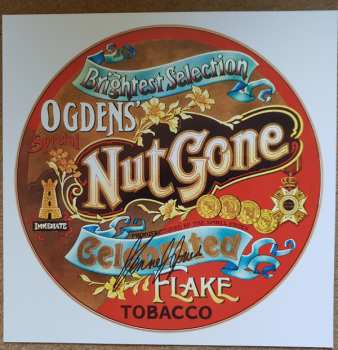 Brightest Selection
OGDENS'
Special
Nut Gone
IMMEDIATE
Celebrated
FLAKE
TOBACCO